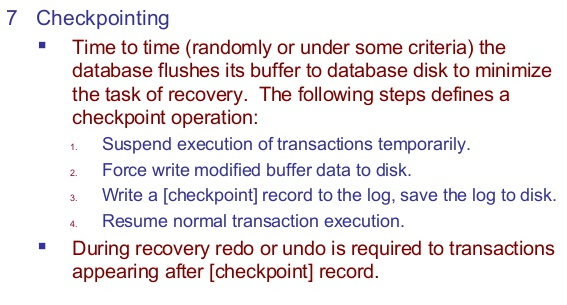 7 Checkpointing
▪ Time to time (randomly or under some criteria) the
database flushes its buffer to database disk to minimize
the task of recovery. The following steps defines a
checkpoint operation:
1. Suspend execution of transactions temporarily.
2. Force write modified buffer data to disk.
3. Write a [checkpoint] record to the log, save the log to disk.
4. Resume normal transaction execution.
▪ During recovery redo or undo is required to transactions
appearing after [checkpoint] record.